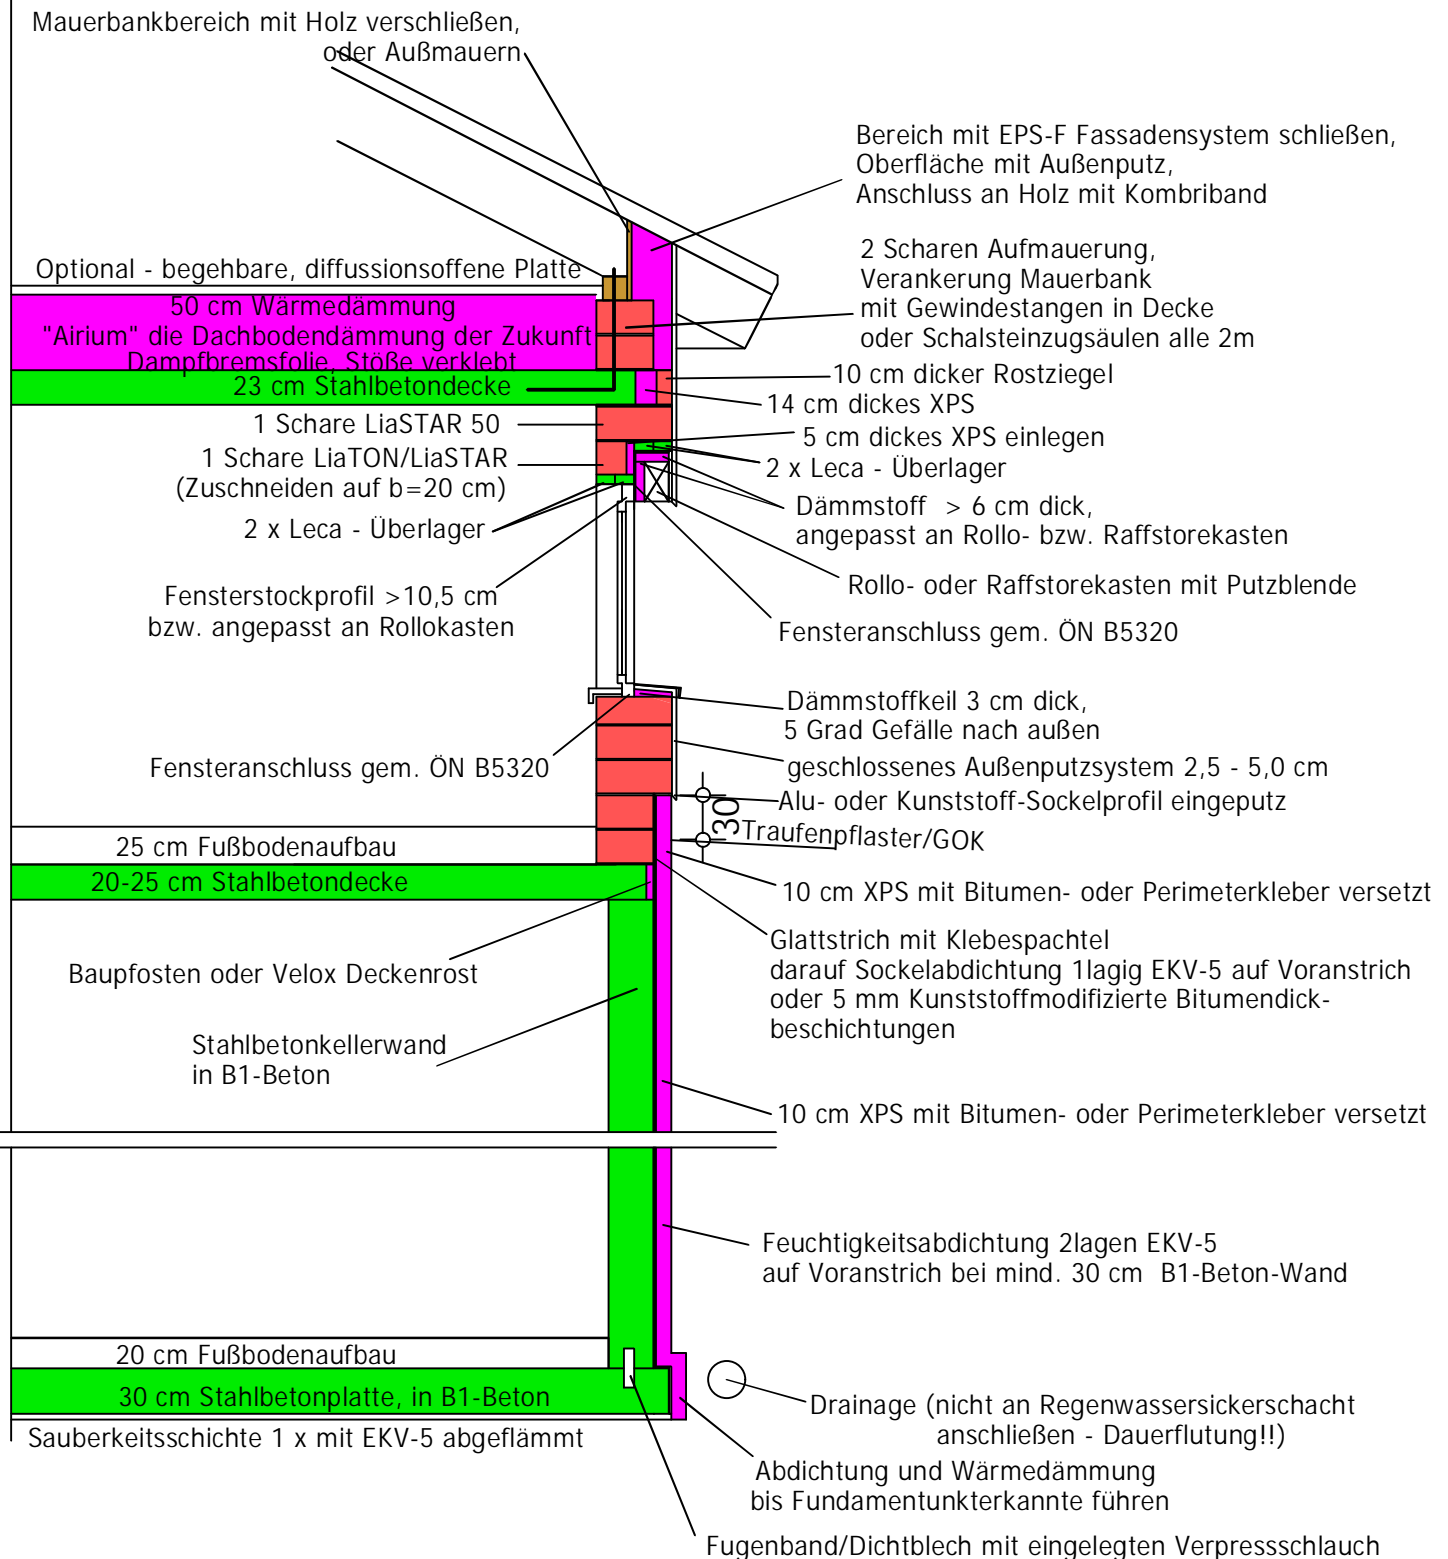 Mauerbankbereich mit Holz verschließen,
oder Außmauern
Bereich mit EPS-F Fassadensystem schließen,
Oberfläche mit Außenputz,
Anschluss an Holz mit Kombriband
2 Scharen Aufmauerung,
Verankerung Mauerbank
mit Gewindestangen in Decke
oder Schalsteinzugsäulen alle 2m
Optional - begehbare, diffussionsoffene Platte
50 cm Wärmedämmung
"Airium" die Dachbodendämmung der Zukunft
Dampfbremsfolie, Stöße verklebt
23 cm Stahlbetondecke
10 cm dicker Rostziegel
14 cm dickes XPS
1 Schare LiaSTAR 50
5 cm dickes XPS einlegen
1 Schare LiaTON/LiaSTAR
(Zuschneiden auf b=20 cm)
2 x Leca - Überlager
Dämmstoff > 6 cm dick,
angepasst an Rollo- bzw. Raffstorekasten
2 x Leca - Überlager
Rollo- oder Raffstorekasten mit Putzblende
Fensterstockprofil >10,5 cm
bzw. angepasst an Rollokasten
Fensteranschluss gem. ÖN B5320
Dämmstoffkeil 3 cm dick,
5 Grad Gefälle nach außen
Fensteranschluss gem. ÖN B5320
geschlossenes Außenputzsystem 2,5 - 5,0 cm
Alu- oder Kunststoff-Sockelprofil eingeputz
30
Traufenpflaster/GOK
25 cm Fußbodenaufbau
20-25 cm Stahlbetondecke
10 cm XPS mit Bitumen- oder Perimeterkleber versetzt
Glattstrich mit Klebespachtel
darauf Sockelabdichtung 1lagig EKV-5 auf Voranstrich
oder 5 mm Kunststoffmodifizierte Bitumendick-
beschichtungen
Baupfosten oder Velox Deckenrost
Stahlbetonkellerwand
in B1-Beton
10 cm XPS mit Bitumen- oder Perimeterkleber versetzt
Feuchtigkeitsabdichtung 2lagen EKV-5
auf Voranstrich bei mind. 30 cm B1-Beton-Wand
20 cm Fußbodenaufbau
30 cm Stahlbetonplatte, in B1-Beton
Sauberkeitsschichte 1 x mit EKV-5 abgeflämmt
Drainage (nicht an Regenwassersickerschacht
anschließen - Dauerflutung!!)
Abdichtung und Wärmedämmung
bis Fundamentunkterkannte führen
Fugenband/Dichtblech mit eingelegten Verpressschlauch